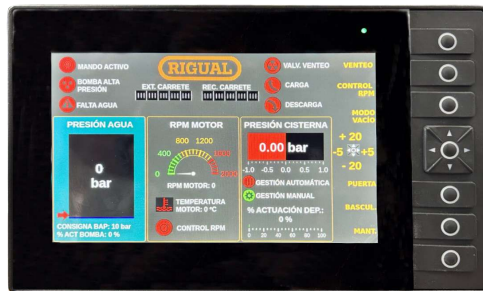 MANDO ACTIVO
BOMBA ALTA
PRESIÓN
FALTA AGUA
RIGUAL
EXT. CARRETE
REC. CARRETE
VALV. VENTEO
CARGA
DESCARGA
VENTEO
CONTROL
RPM
MODO
VACÍO
+ 20
-5 +5
- 20
PUERTA
BASCUL.
MANT.
PRESIÓN AGUA
0
bar
CONSIGNA BAP: 10 bar
% ACT BOMBA: 0 %
RPM MOTOR
0
400
800 1200
RPM MOTOR: 0
TEMPERATURA
MOTOR: 0 ºC
CONTROL RPM
PRESIÓN CISTERNA
0.00 bar
-1.0 -0.5 0.0 0.5 1.0
GESTIÓN AUTOMÁTICA
GESTIÓN MANUAL
% ACTUACIÓN DEP.:
0 %
0 20 40 60 80 100